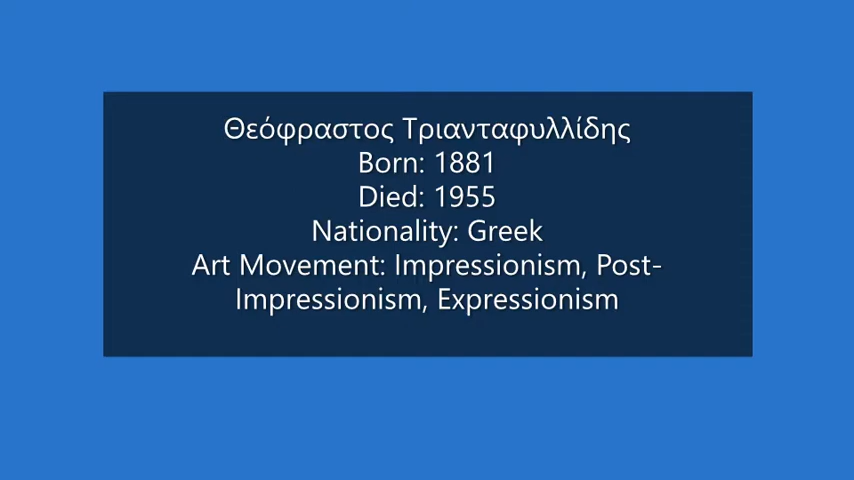 Θεόφραστος Τριανταφυλλίδης
Born: 1881
Died: 1955
Nationality: Greek
Art Movement: Impressionism, Post-
Impressionism, Expressionism